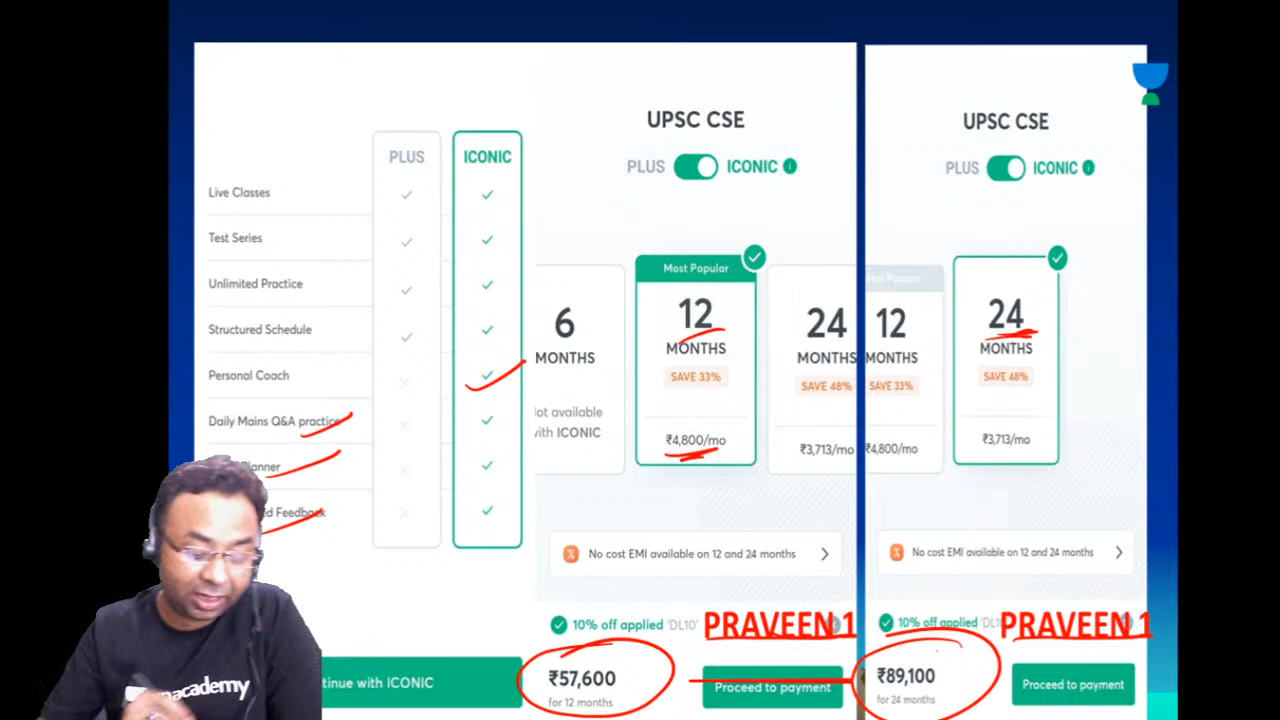 PLUS
ICONIC
Live Classes
Test Series
Unlimited Practice
Structured Schedule
Personal Coach
Daily Mains Q&A practice
Planner
Feedback
tinue with ICONIC
UPSC CSE
PLUS ICONIC
6
MONTHS
lot available
with ICONIC
Most Popular
12
MONTHS
SAVE 33%
₹4,800/mo
24
MONTHS
SAVE 48%
₹3,713/mo
No cost EMI available on 12 and 24 months
10% off applied 'DL10'
PRAVEEN 1
₹57,600
for 12 months
Proceed to payment
UPSC CSE
PLUS ICONIC
12
MONTHS
SAVE 33%
₹4,800/mo
24
MONTHS
SAVE 48%
₹3,713/mo
No cost EMI available on 12 and 24 months
10% off applied
PRAVEEN 1
₹89,100
for 24 months
Proceed to payment
unacademy